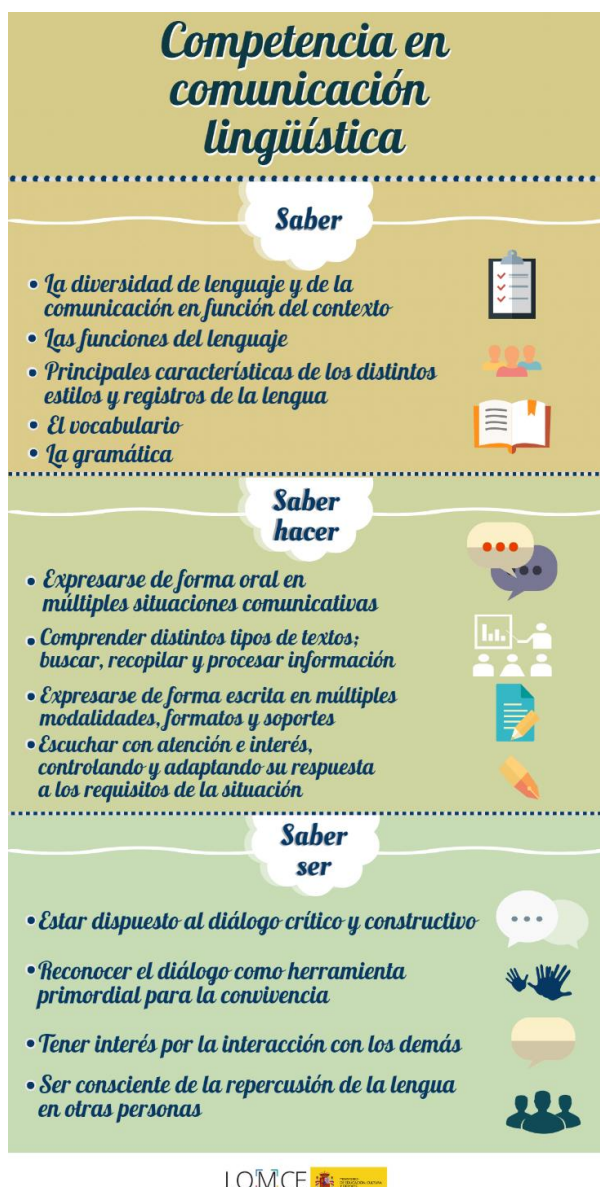 Competencia en
comunicación
lingüística
Saber
• La diversidad de lenguaje y de la
comunicación en función del contexto
• Las funciones del lenguaje
• Principales características de los distintos
estilos y registros de la lengua
• El vocabulario
• La gramática
Saber
hacer
• Expresarse de forma oral en
múltiples situaciones comunicativas
• Comprender distintos tipos de textos;
buscar, recopilar y procesar información
• Expresarse de forma escrita en múltiples
modalidades, formatos y soportes
• Escuchar con atención e interés,
controlando y adaptando su respuesta
a los requisitos de la situación
Saber
ser
• Estar dispuesto al diálogo crítico y constructivo
• Reconocer el diálogo como herramienta
primordial para la convivencia
• Tener interés por la interacción con los demás
• Ser consciente de la repercusión de la lengua
en otras personas
LOMCE